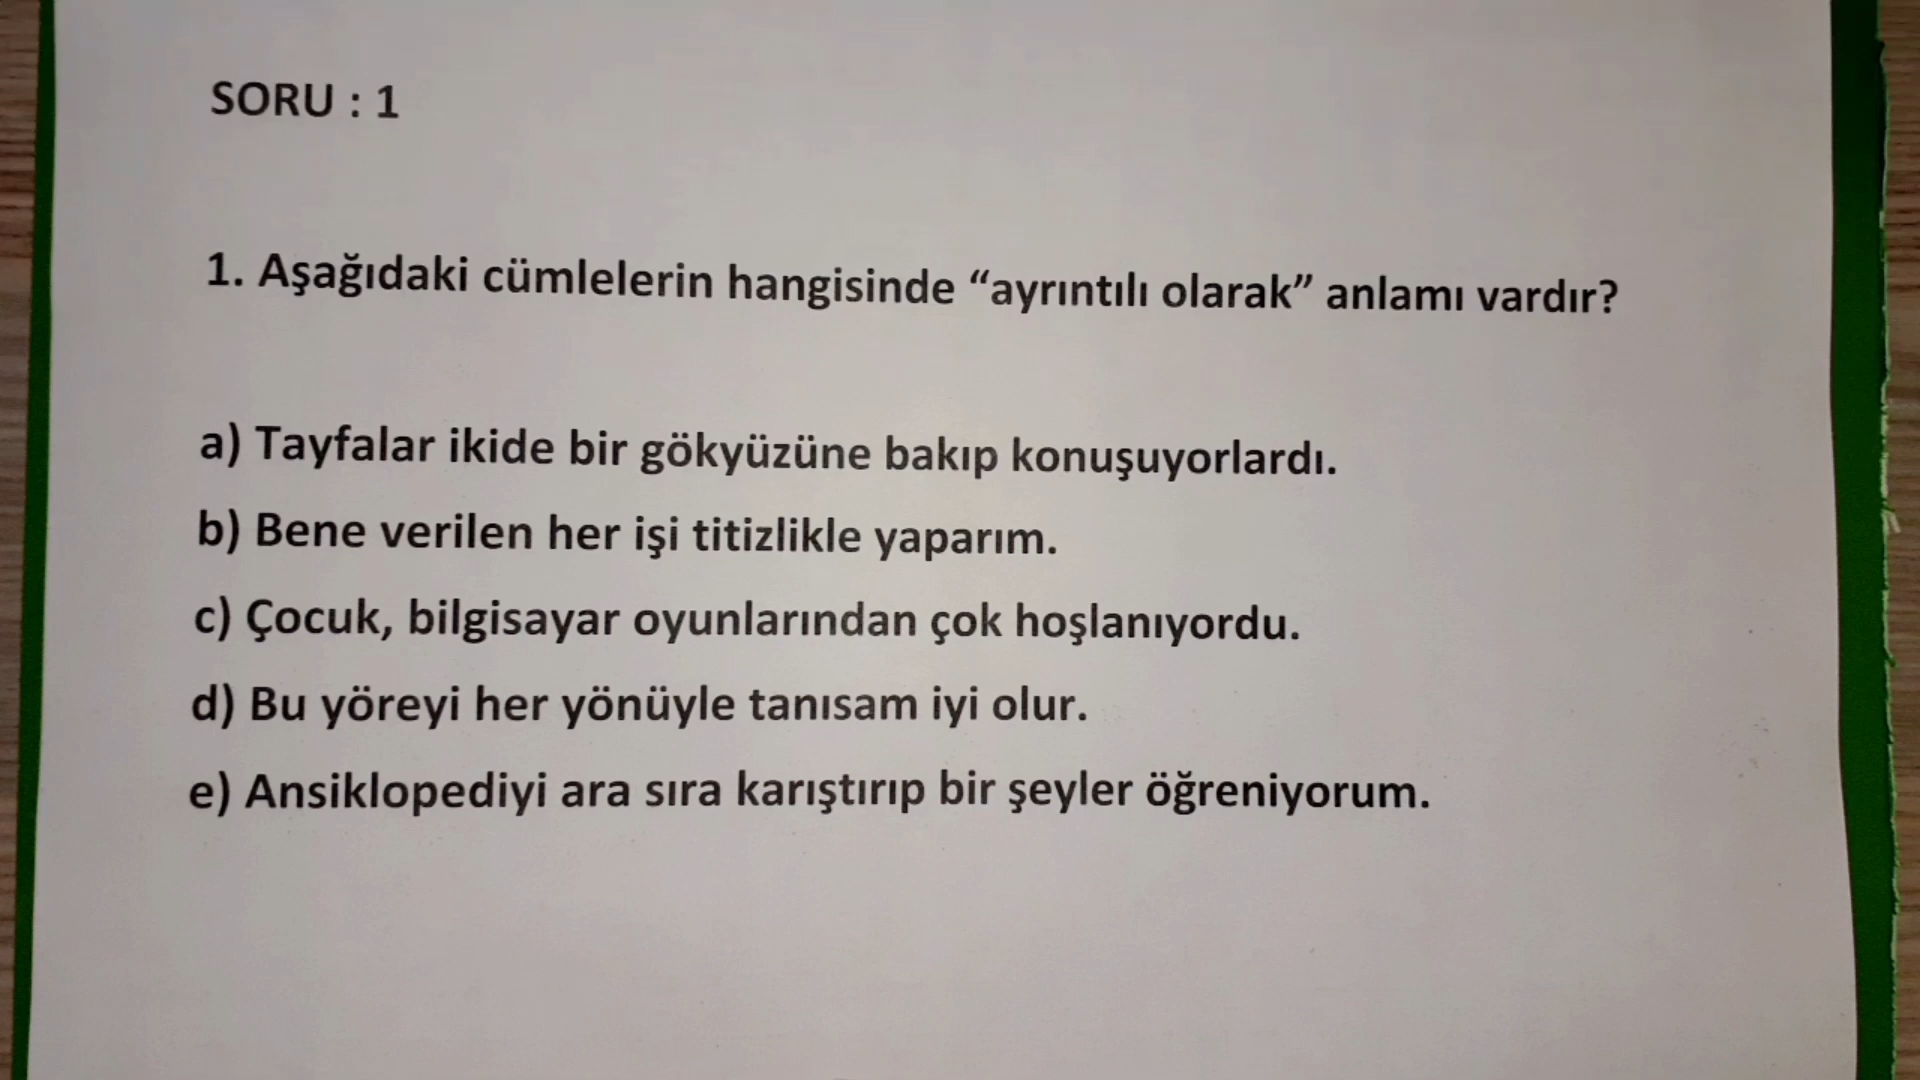 SORU : 1
1. Aşağıdaki cümlelerin hangisinde “ayrıntılı olarak” anlamı vardır?
a) Tayfalar ikide bir gökyüzüne bakıp konuşuyorlardı.
b) Bene verilen her işi titizlikle yaparım.
c) Çocuk, bilgisayar oyunlarından çok hoşlanıyordu.
d) Bu yöreyi her yönüyle tanısam iyi olur.
e) Ansiklopediyi ara sıra karıştırıp bir şeyler öğreniyorum.